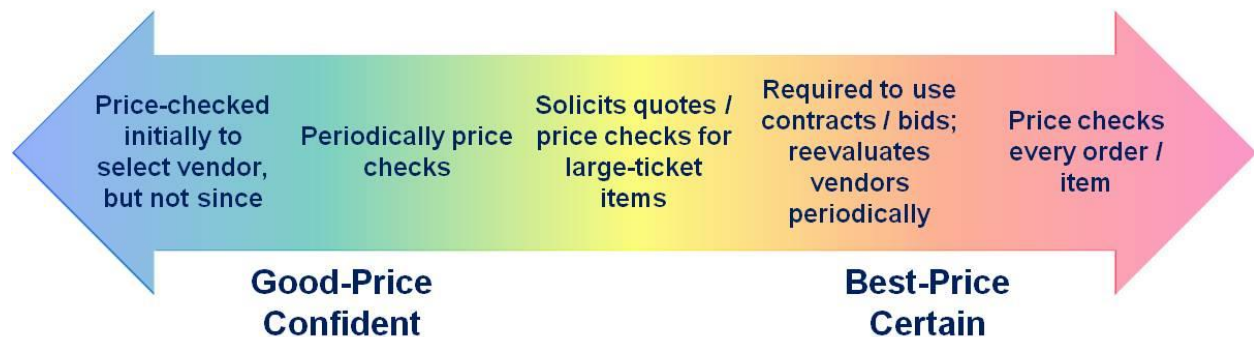 Price-checked
initially to
select vendor,
but not since
Periodically price
checks
Solicits quotes /
price checks for
large-ticket
items
Required to use
contracts / bids;
reevaluates
vendors
periodically
Price checks
every order /
item
Good-Price
Confident
Best-Price
Certain